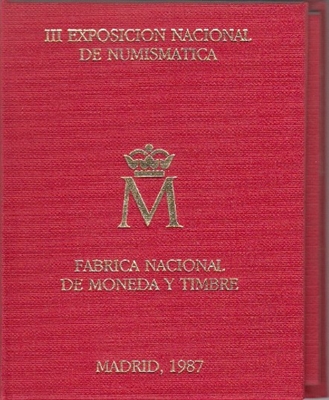 III EXPOSICION NACIONAL
DE NUMISMATICA
M
FABRICA NACIONAL
DE MONEDA Y TIMBRE
MADRID, 1987